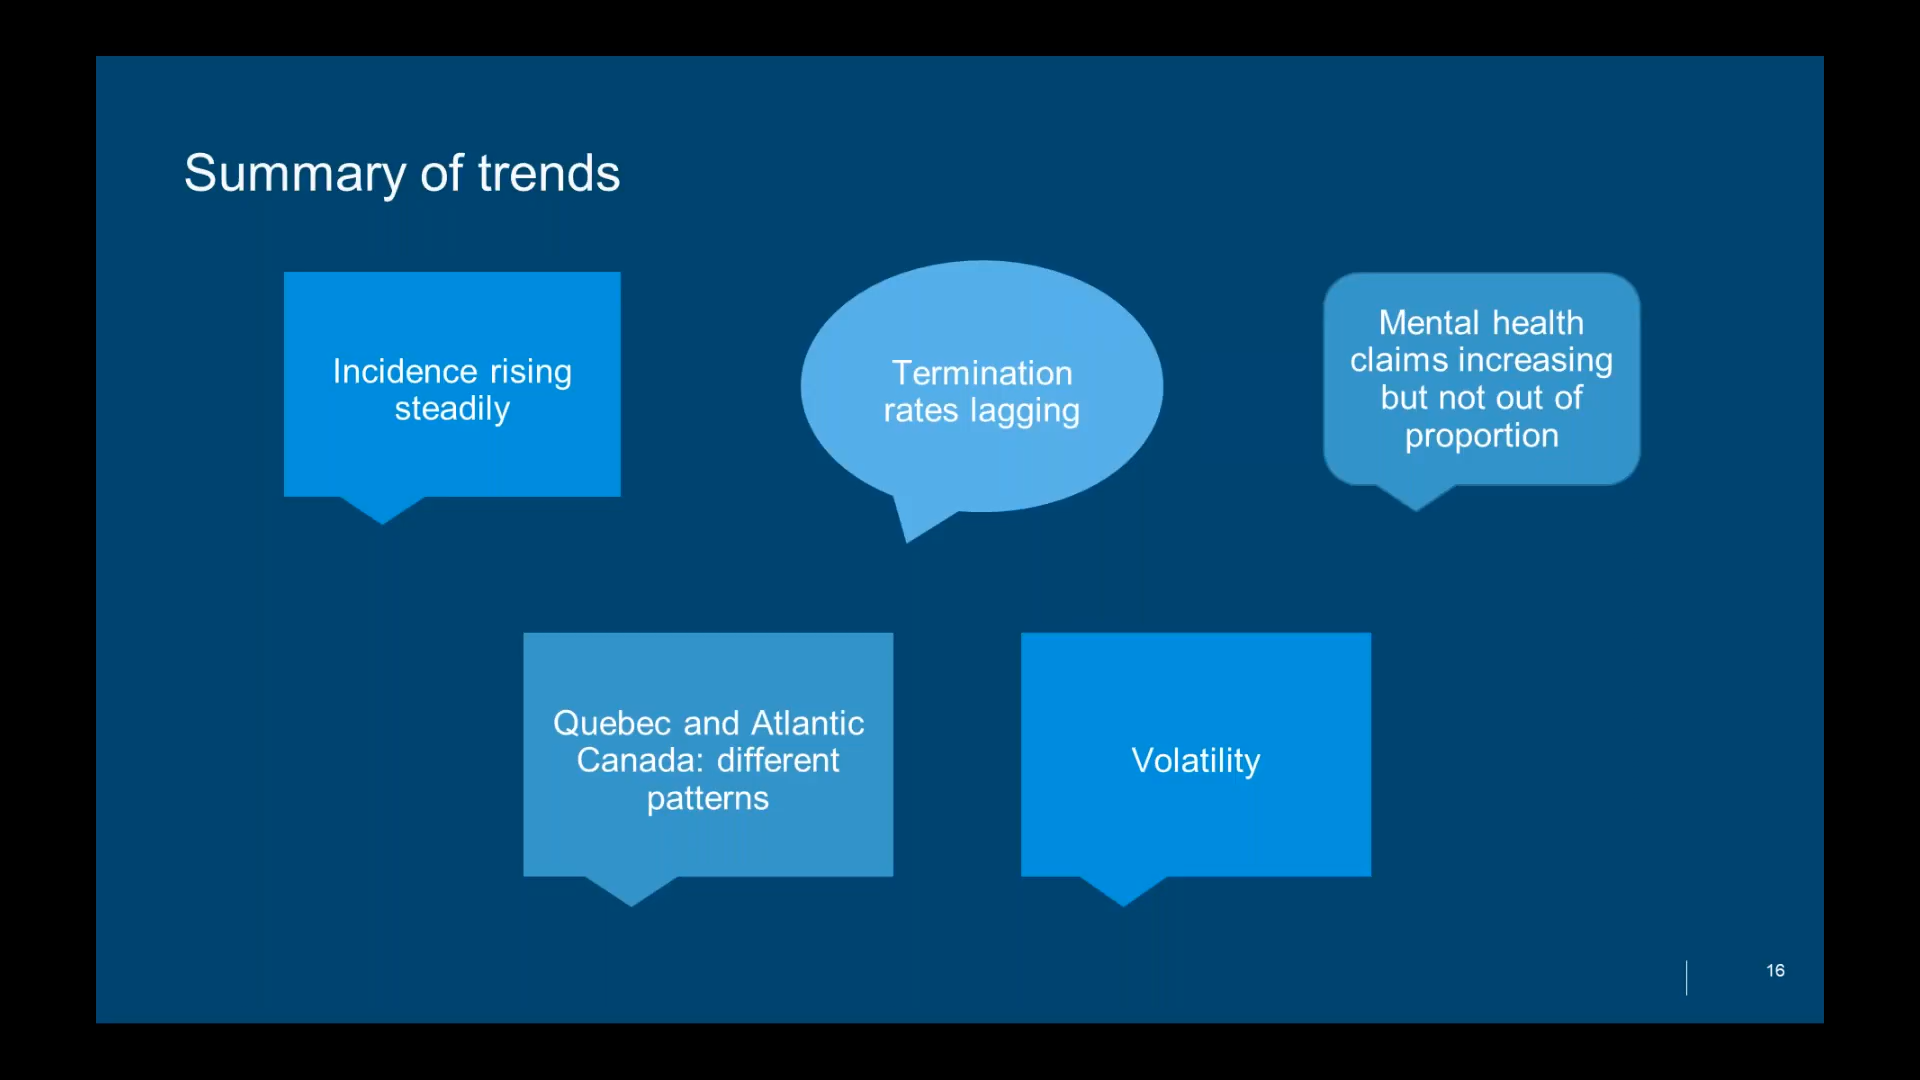 Summary of trends
Incidence rising
steadily
Termination
rates lagging
Mental health
claims increasing
but not out of
proportion
Quebec and Atlantic
Canada: different
patterns
Volatility
16